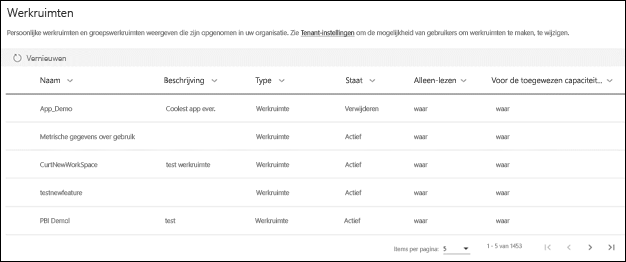 Werkruimten
Persoonlijke werkruimten en groepswerkruimten weergeven die zijn opgenomen in uw organisatie. Zie Tenant-instellingen om de mogelijkheid van gebruikers om werkruimten te maken, te wijzigen.
Vernieuwen
Naam Beschrijving Type Staat Alleen-lezen Voor de toegewezen capaciteit...
App_Demo Coolest app ever. Werkruimte Verwijderen waar waar
Metrische gegevens over gebruik Werkruimte Actief waar waar
CurtNewWorkSpace test werkruimte Werkruimte Actief waar waar
testnewfeature Werkruimte Actief waar waar
PBI Demo! test Werkruimte Actief waar waar
Items per pagina: 5 1 - 5 van 1453